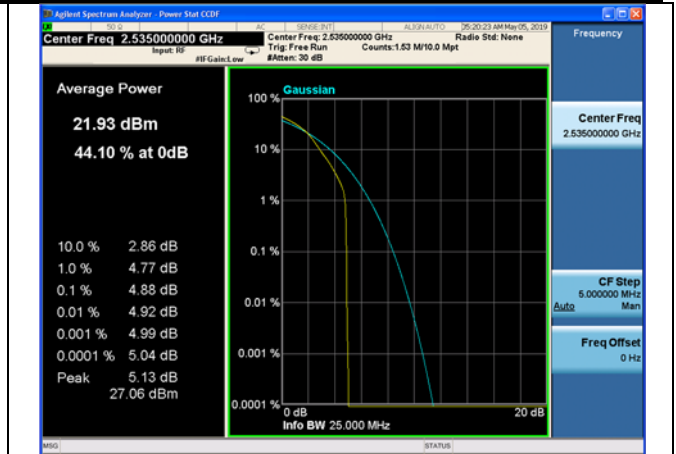 Agilent Spectrum Analyzer - Power Stat CCDF
50 Ω AC SENSE:INT ALIGN AUTO 05:20:23 AM May 05, 2019
Center Freq 2.535000000 GHz Center Freq: 2.535000000 GHz Radio Std: None
Input: RF Trig: Free Run Counts:1.53 M/10.0 Mpt
#IFGain:Low #Atten: 30 dB
Frequency
Average Power
21.93 dBm
44.10 % at 0dB
10.0 % 2.86 dB
1.0 % 4.77 dB
0.1 % 4.88 dB
0.01 % 4.92 dB
0.001 % 4.99 dB
0.0001 % 5.04 dB
Peak 5.13 dB
27.06 dBm
Gaussian
100 %
10 %
1 %
0.1 %
0.01 %
0.001 %
0.0001 %
0 dB 20 dB
Info BW 25.000 MHz
Center Freq
2.535000000 GHz
CF Step
5.000000 MHz
Auto Man
Freq Offset
0 Hz
MSG STATUS